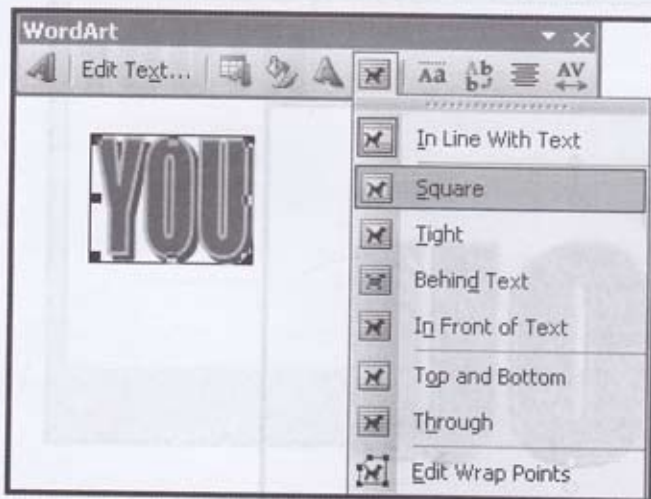 WordArt
Edit Text... Aa Ab b AV
YOU
In Line With Text
Square
Tight
Behind Text
In Front of Text
Top and Bottom
Through
Edit Wrap Points